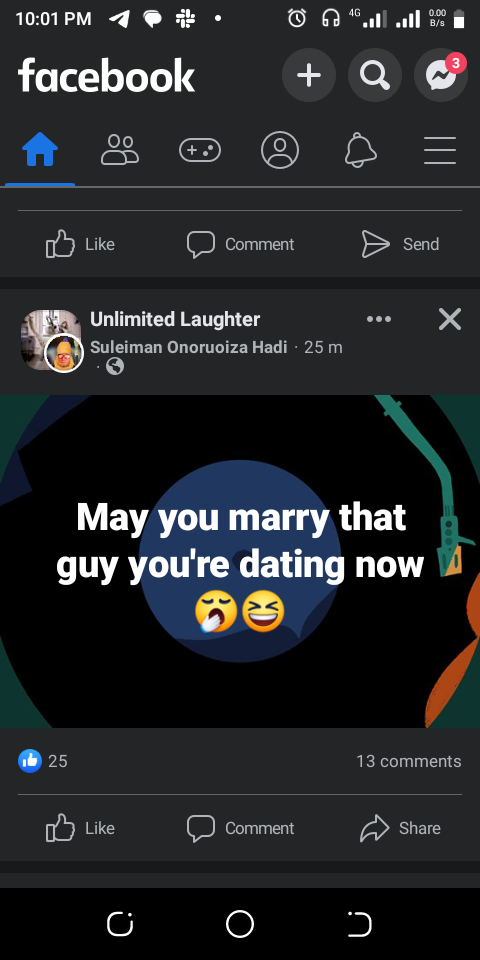 10:01 PM
4G
0.00
B/s
facebook
3
Like
Comment
Send
Unlimited Laughter
Suleiman Onoruoiza Hadi · 25 m
·
May you marry that
guy you're dating now
🥱😆
25
13 comments
Like
Comment
Share